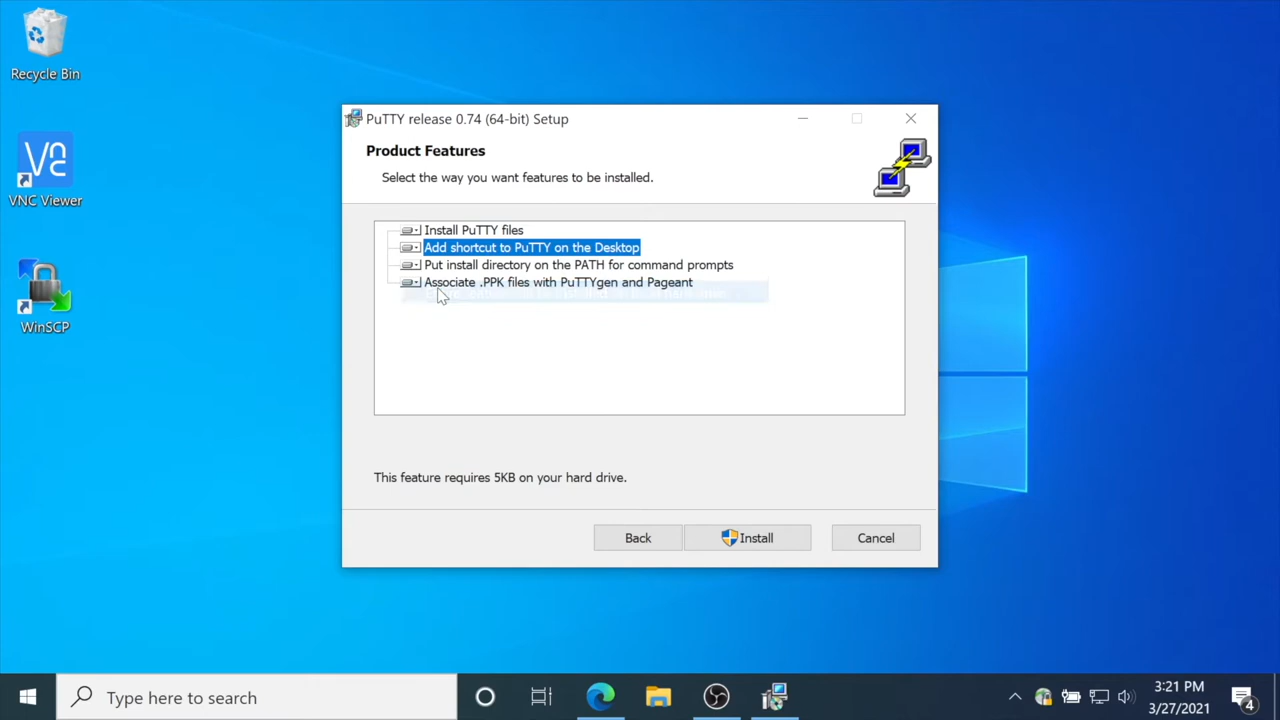 Recycle Bin
VNC Viewer
WinSCP
PuTTY release 0.74 (64-bit) Setup
Product Features
Select the way you want features to be installed.
Install PuTTY files
Add shortcut to PuTTY on the Desktop
Put install directory on the PATH for command prompts
Associate .PPK files with PuTTYgen and Pageant
This feature requires 5KB on your hard drive.
Back
Install
Cancel
Type here to search
3:21 PM
3/27/2021
4